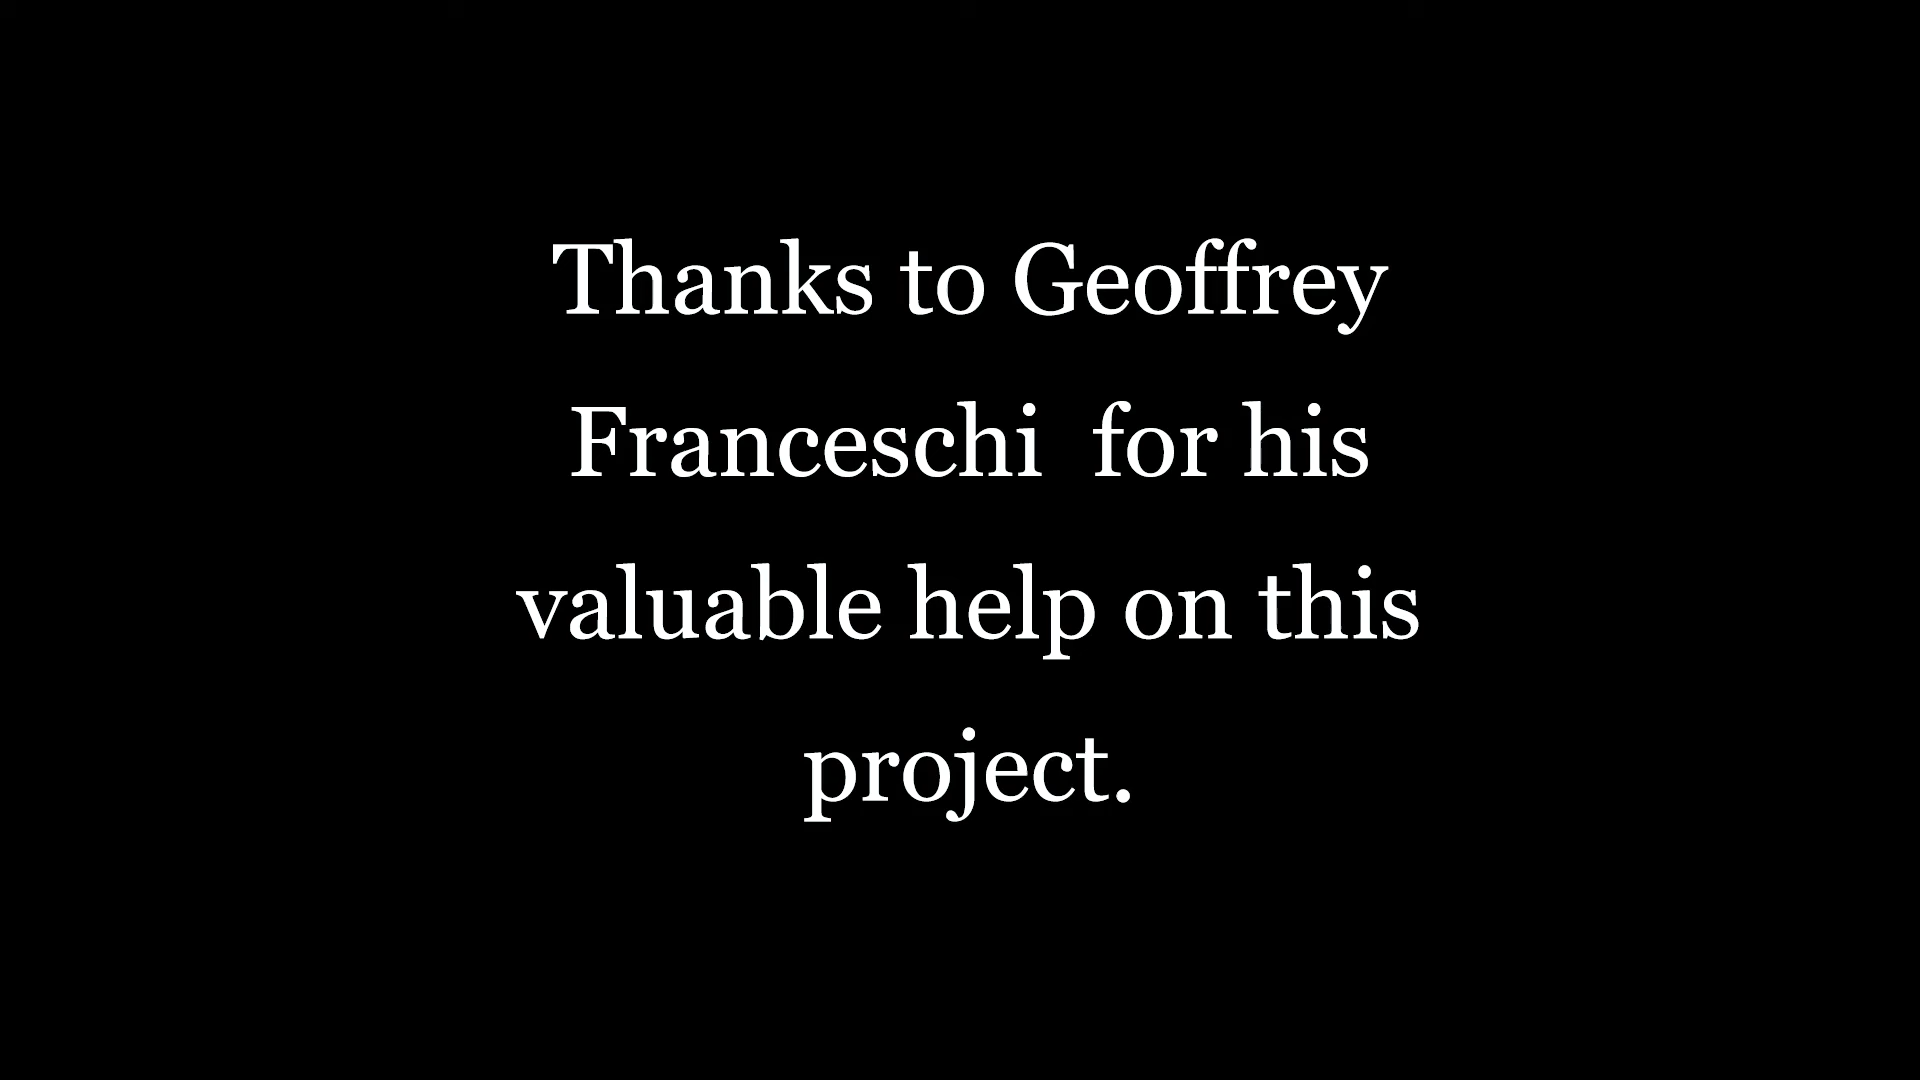 Thanks to Geoffrey
Franceschi  for his
valuable help on this
project.